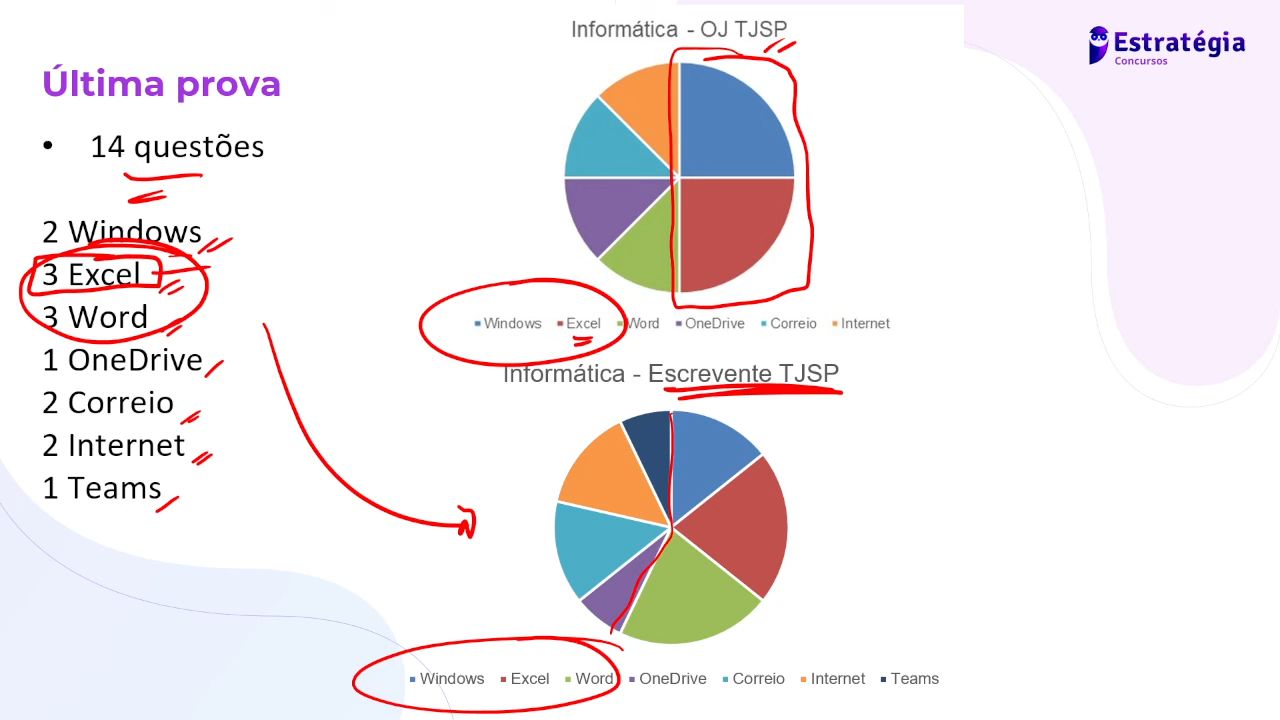 Informática - OJ TJSP
Estratégia
Concursos
Última prova
• 14 questões
2 Windows
3 Excel
3 Word
1 OneDrive
2 Correio
2 Internet
1 Teams
Windows Excel Word OneDrive Correio Internet
Informática - Escrevente TJSP
Windows Excel Word OneDrive Correio Internet Teams